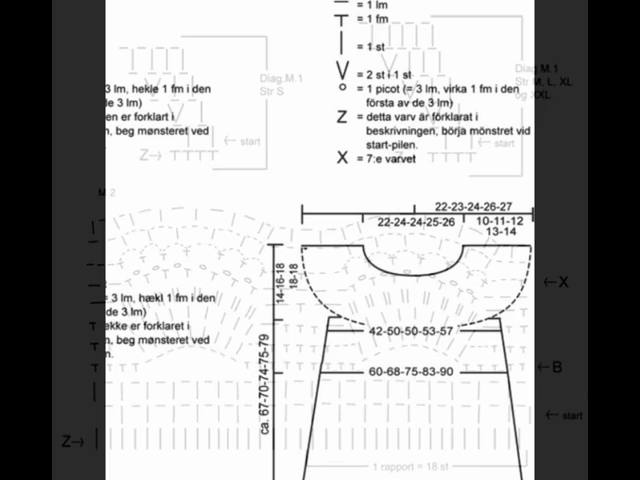 = 1 lm
= 1 fm
= 1 st
V = 2 st i 1 st
= 1 picot (= 3 lm, virka 1 fm i den
första av de 3 lm)
Z = detta varv är förklarat i
beskrivningen, börja mönstret vid
start-pilen.
X = 7:e varvet
Diag.M.1
Str S
Diag.M.1
Str M, L, XL
og XXL
3 lm, hekle 1 fm i den
de 3 lm)
en er forklart i
, beg mønsteret ved
start
Z→
start
M.2
22-23-24-26-27
22-24-24-25-26
10-11-12
13-14
14-16-18
18-18
X
= 3 lm, hækl 1 fm i den
de 3 lm)
ekke er forklaret i
, beg mønsteret ved
n.
42-50-50-53-57
60-68-75-83-90
B
ca. 67-70-74-75-79
start
Z→
1 rapport = 18 st